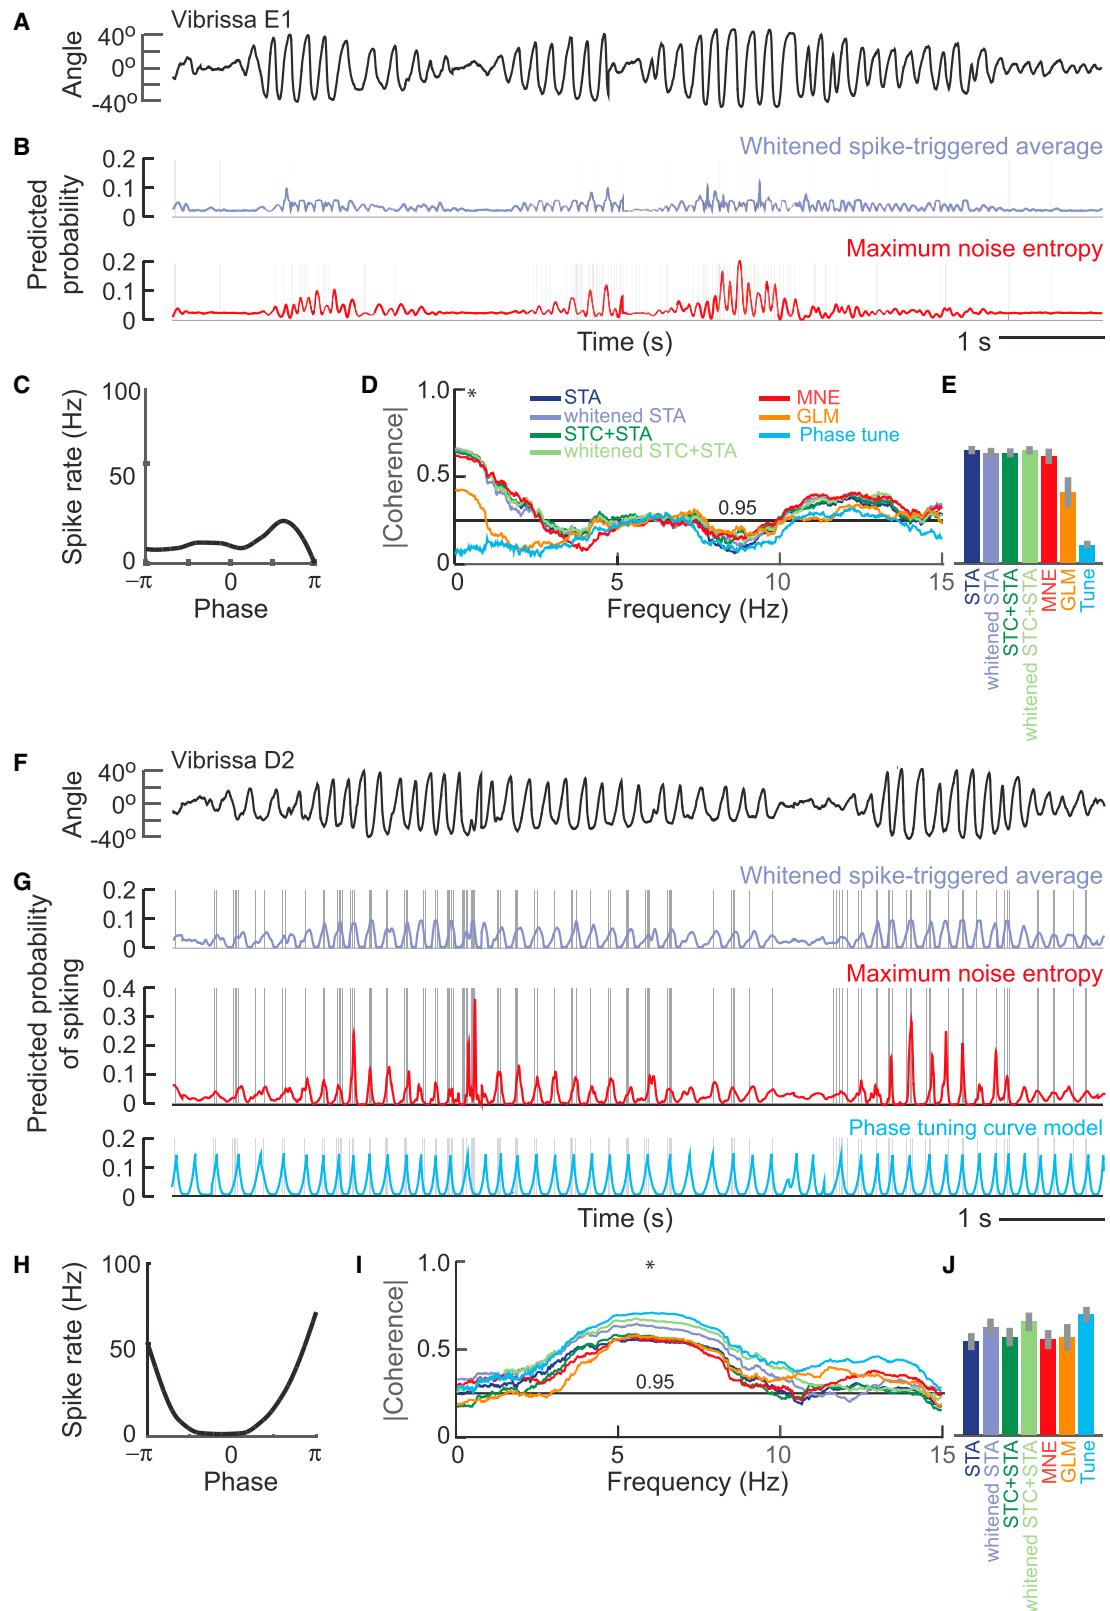 A
Vibrissa E1
Angle
40o
0o
-40o
B
Whitened spike-triggered average
Predicted
probability
0.2
0.1
0
Maximum noise entropy
0.2
0.1
0
Time (s)
1 s
C
Spike rate (Hz)
100
50
0
−π
0
π
Phase
D
|Coherence|
1.0
0.5
0
*
STA
whitened STA
STC+STA
whitened STC+STA
MNE
GLM
Phase tune
0.95
0
5
10
15
Frequency (Hz)
E
STA
whitened STA
STC+STA
whitened STC+STA
MNE
GLM
Tune
F
Vibrissa D2
Angle
40o
0o
-40o
G
Whitened spike-triggered average
Predicted probability
of spiking
0.2
0.1
0
Maximum noise entropy
0.4
0.3
0.2
0.1
0
Phase tuning curve model
0.2
0.1
0
Time (s)
1 s
H
Spike rate (Hz)
100
50
0
−π
0
π
Phase
I
|Coherence|
1.0
0.5
0
*
0.95
0
5
10
15
Frequency (Hz)
J
STA
whitened STA
STC+STA
whitened STC+STA
MNE
GLM
Tune